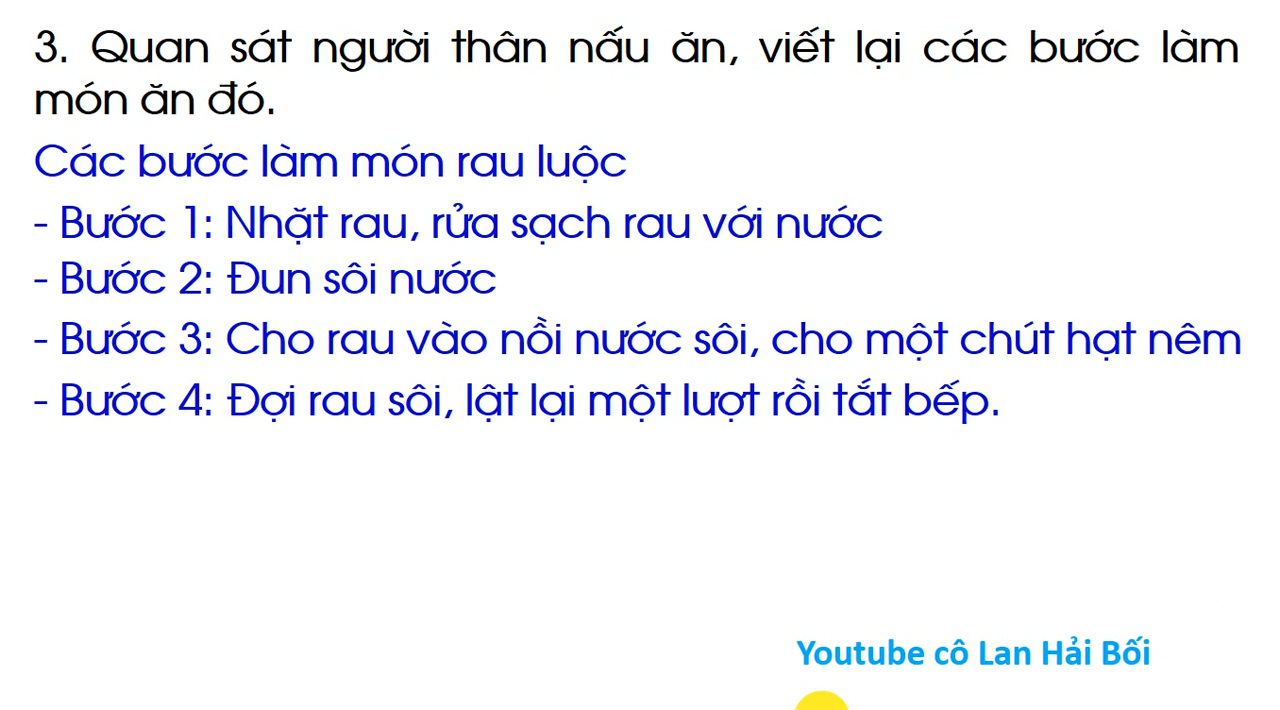 3. Quan sát người thân nấu ăn, viết lại các bước làm
món ăn đó.
Các bước làm món rau luộc
- Bước 1: Nhặt rau, rửa sạch rau với nước
- Bước 2: Đun sôi nước
- Bước 3: Cho rau vào nồi nước sôi, cho một chút hạt nêm
- Bước 4: Đợi rau sôi, lật lại một lượt rồi tắt bếp.
Youtube cô Lan Hải Bối